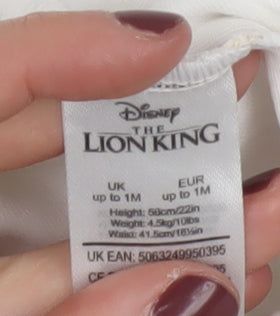 Disney
THE
LION KING
UK EUR
up to 1M up to 1M
Height: 56cm/22in
Weight: 4.5kg/10lbs
Waist: 41.5cm/16½in
UK EAN: 5063249950395